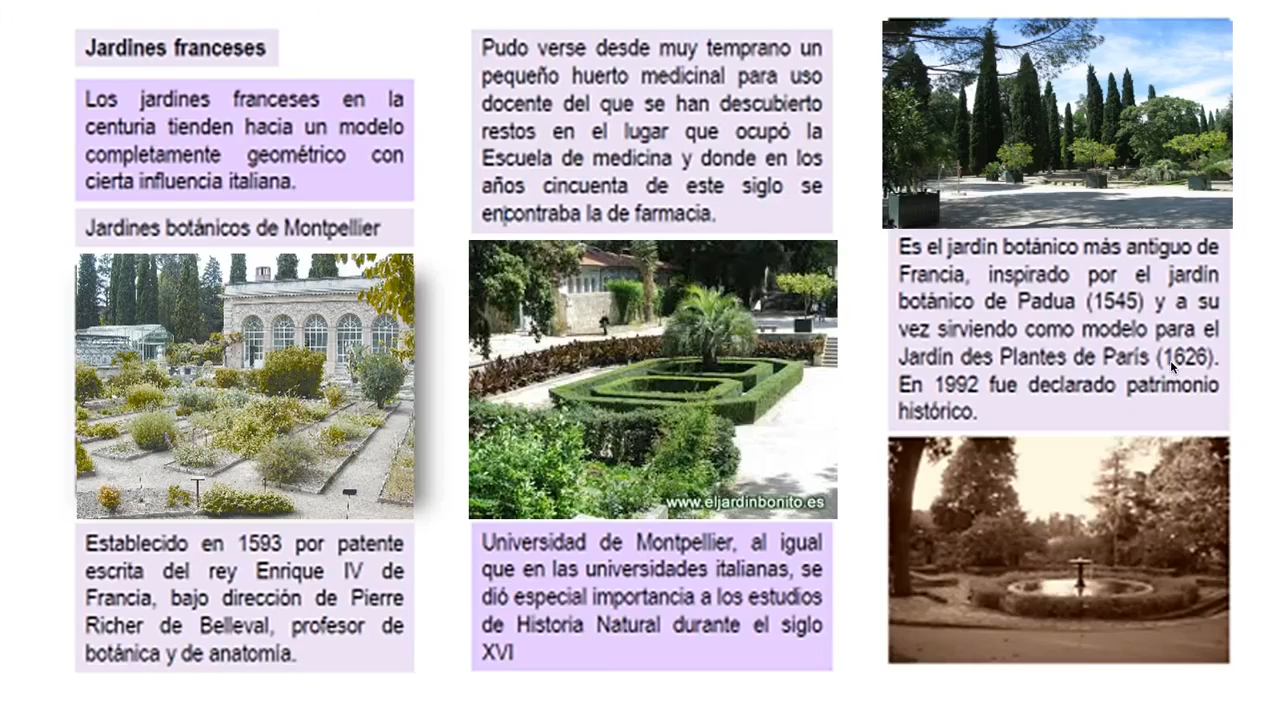 Jardines franceses
Los jardines franceses en la
centuria tienden hacia un modelo
completamente geométrico con
cierta influencia italiana.
Jardines botánicos de Montpellier
Establecido en 1593 por patente
escrita del rey Enrique IV de
Francia, bajo dirección de Pierre
Richer de Belleval, profesor de
botánica y de anatomía.
Pudo verse desde muy temprano un
pequeño huerto medicinal para uso
docente del que se han descubierto
restos en el lugar que ocupó la
Escuela de medicina y donde en los
años cincuenta de este siglo se
encontraba la de farmacia.
www.eljardinbonito.es
Universidad de Montpellier, al igual
que en las universidades italianas, se
dió especial importancia a los estudios
de Historia Natural durante el siglo
XVI
Es el jardín botánico más antiguo de
Francia, inspirado por el jardín
botánico de Padua (1545) y a su
vez sirviendo como modelo para el
Jardín des Plantes de París (1626).
En 1992 fue declarado patrimonio
histórico.